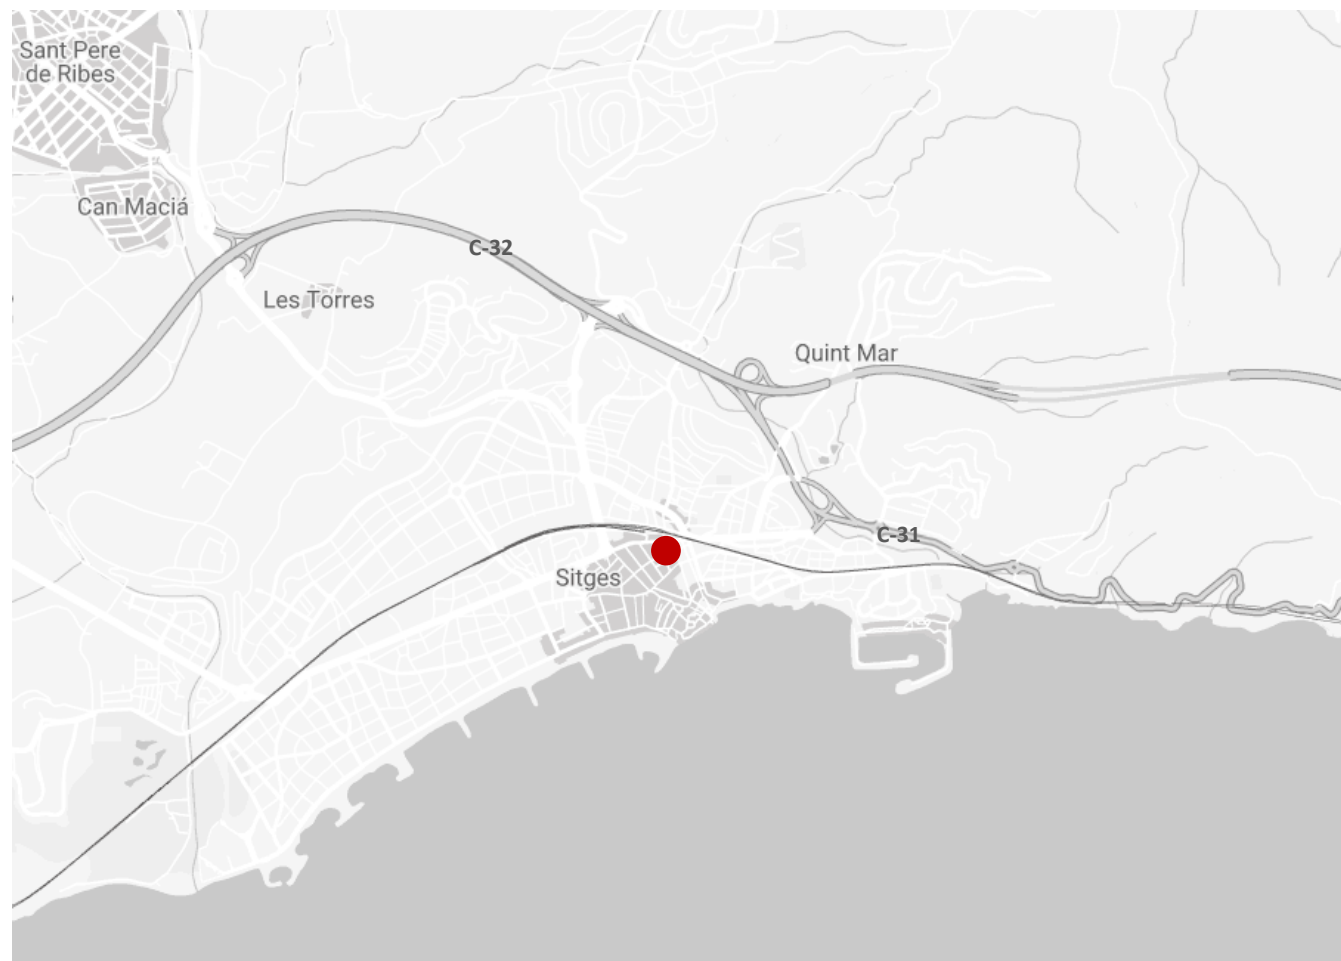 Sant Pere
de Ribes
Can Maciá
C-32
Les Torres
Quint Mar
C-31
Sitges